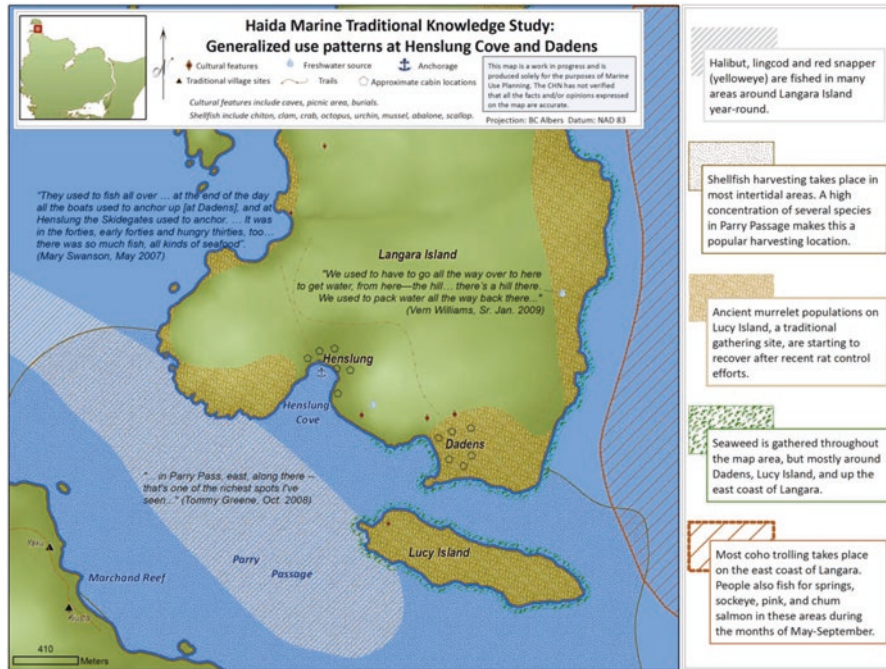 Haida Marine Traditional Knowledge Study:
Generalized use patterns at Henslung Cove and Dadens
Cultural features
Freshwater source
Anchorage
Traditional village sites
Trails
Approximate cabin locations
Cultural features include caves, picnic area, burials.
Shellfish include chiton, clam, crab, octopus, urchin, mussel, abalone, scallop.
This map is a work in progress and is
produced solely for the purposes of Marine
Use Planning. The CHN has not verified
that all the facts and/or opinions expressed
on the map are accurate.
Projection: BC Albers Datum: NAD 83
"They used to fish all over ... at the end of the day
all the boats used to anchor up [at Dadens], and at
Henslung the Skidegates used to anchor. ... It was
in the forties, early forties and hungry thirties, too...
there was so much fish, all kinds of seafood".
(Mary Swanson, May 2007)
Langara Island
"We used to have to go all the way over to here
to get water, from here—the hill... there's a hill there.
We used to pack water all the way back there..."
(Vern Williams, Sr. Jan. 2009)
Henslung
Henslung
Cove
Dadens
"... in Parry Pass, east, along there –
that's one of the richest spots I've
seen..." (Tommy Greene, Oct. 2008)
Lucy Island
Parry
Passage
Marchand Reef
Kiusta
410
Meters
Halibut, lingcod and red snapper
(yelloweye) are fished in many
areas around Langara Island
year-round.
Shellfish harvesting takes place in
most intertidal areas. A high
concentration of several species
in Parry Passage makes this a
popular harvesting location.
Ancient murrelet populations on
Lucy Island, a traditional
gathering site, are starting to
recover after recent rat control
efforts.
Seaweed is gathered throughout
the map area, but mostly around
Dadens, Lucy Island, and up the
east coast of Langara.
Most coho trolling takes place
on the east coast of Langara.
People also fish for springs,
sockeye, pink, and chum
salmon in these areas during
the months of May-September.